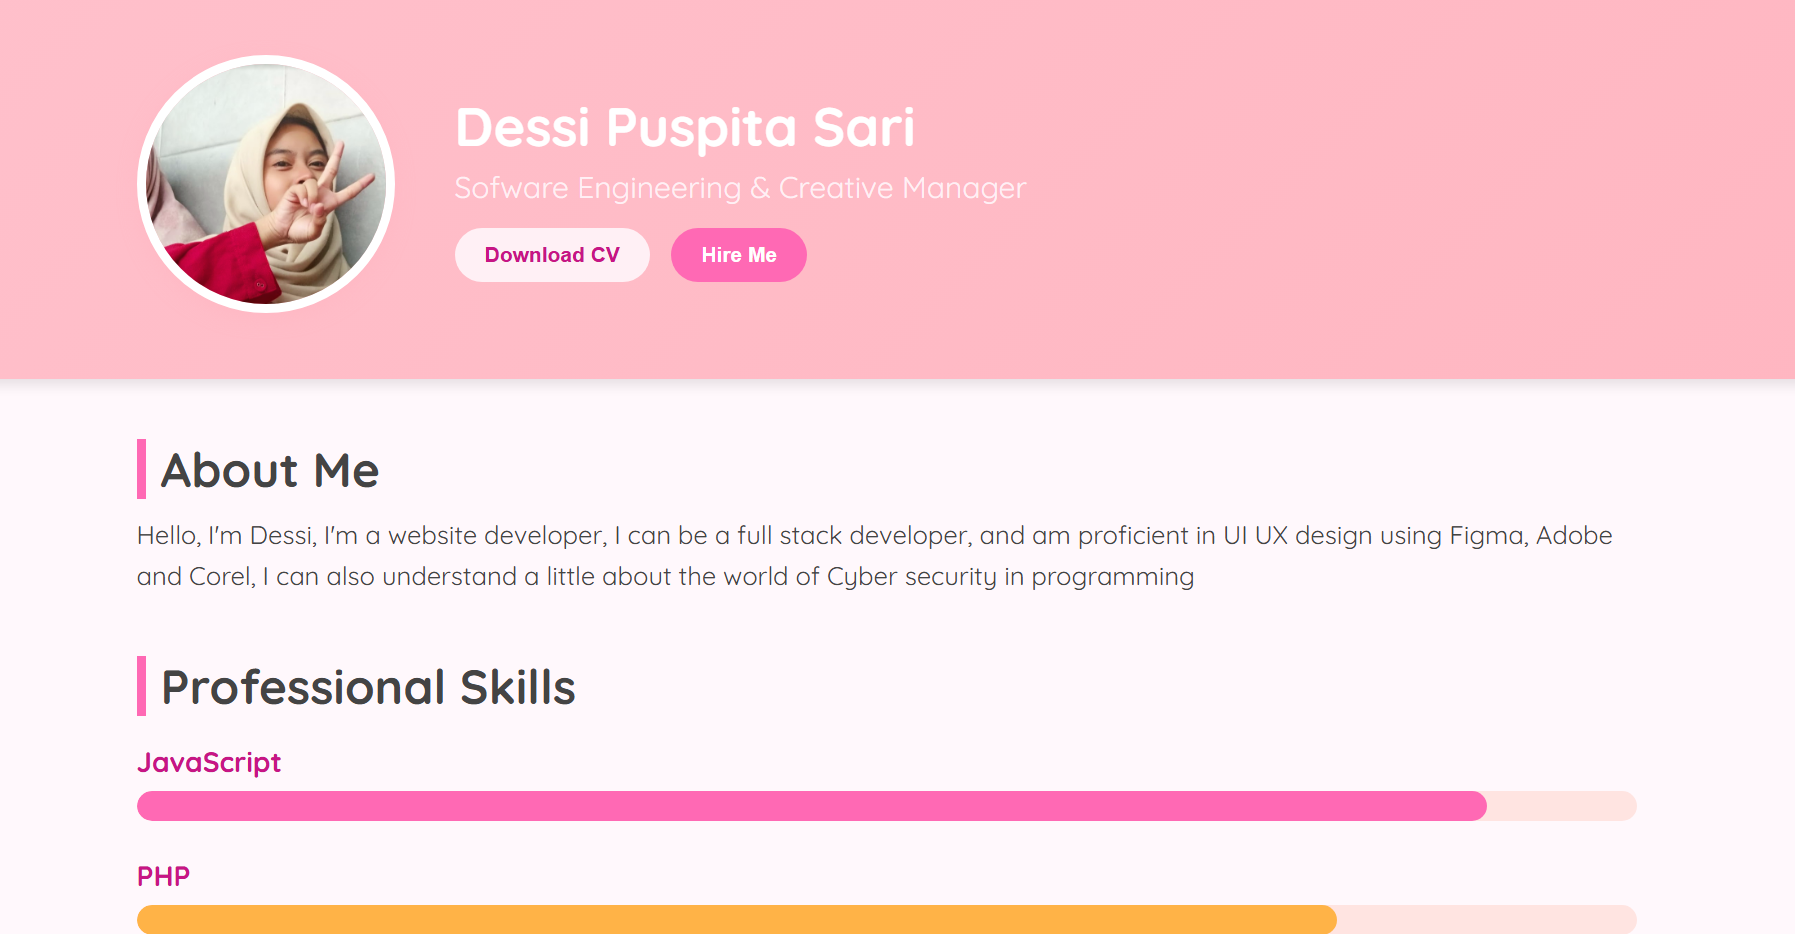 Dessi Puspita Sari
Sofware Engineering & Creative Manager
Download CV
Hire Me
About Me
Hello, I'm Dessi, I'm a website developer, I can be a full stack developer, and am proficient in UI UX design using Figma, Adobe
and Corel, I can also understand a little about the world of Cyber security in programming
Professional Skills
JavaScript
PHP